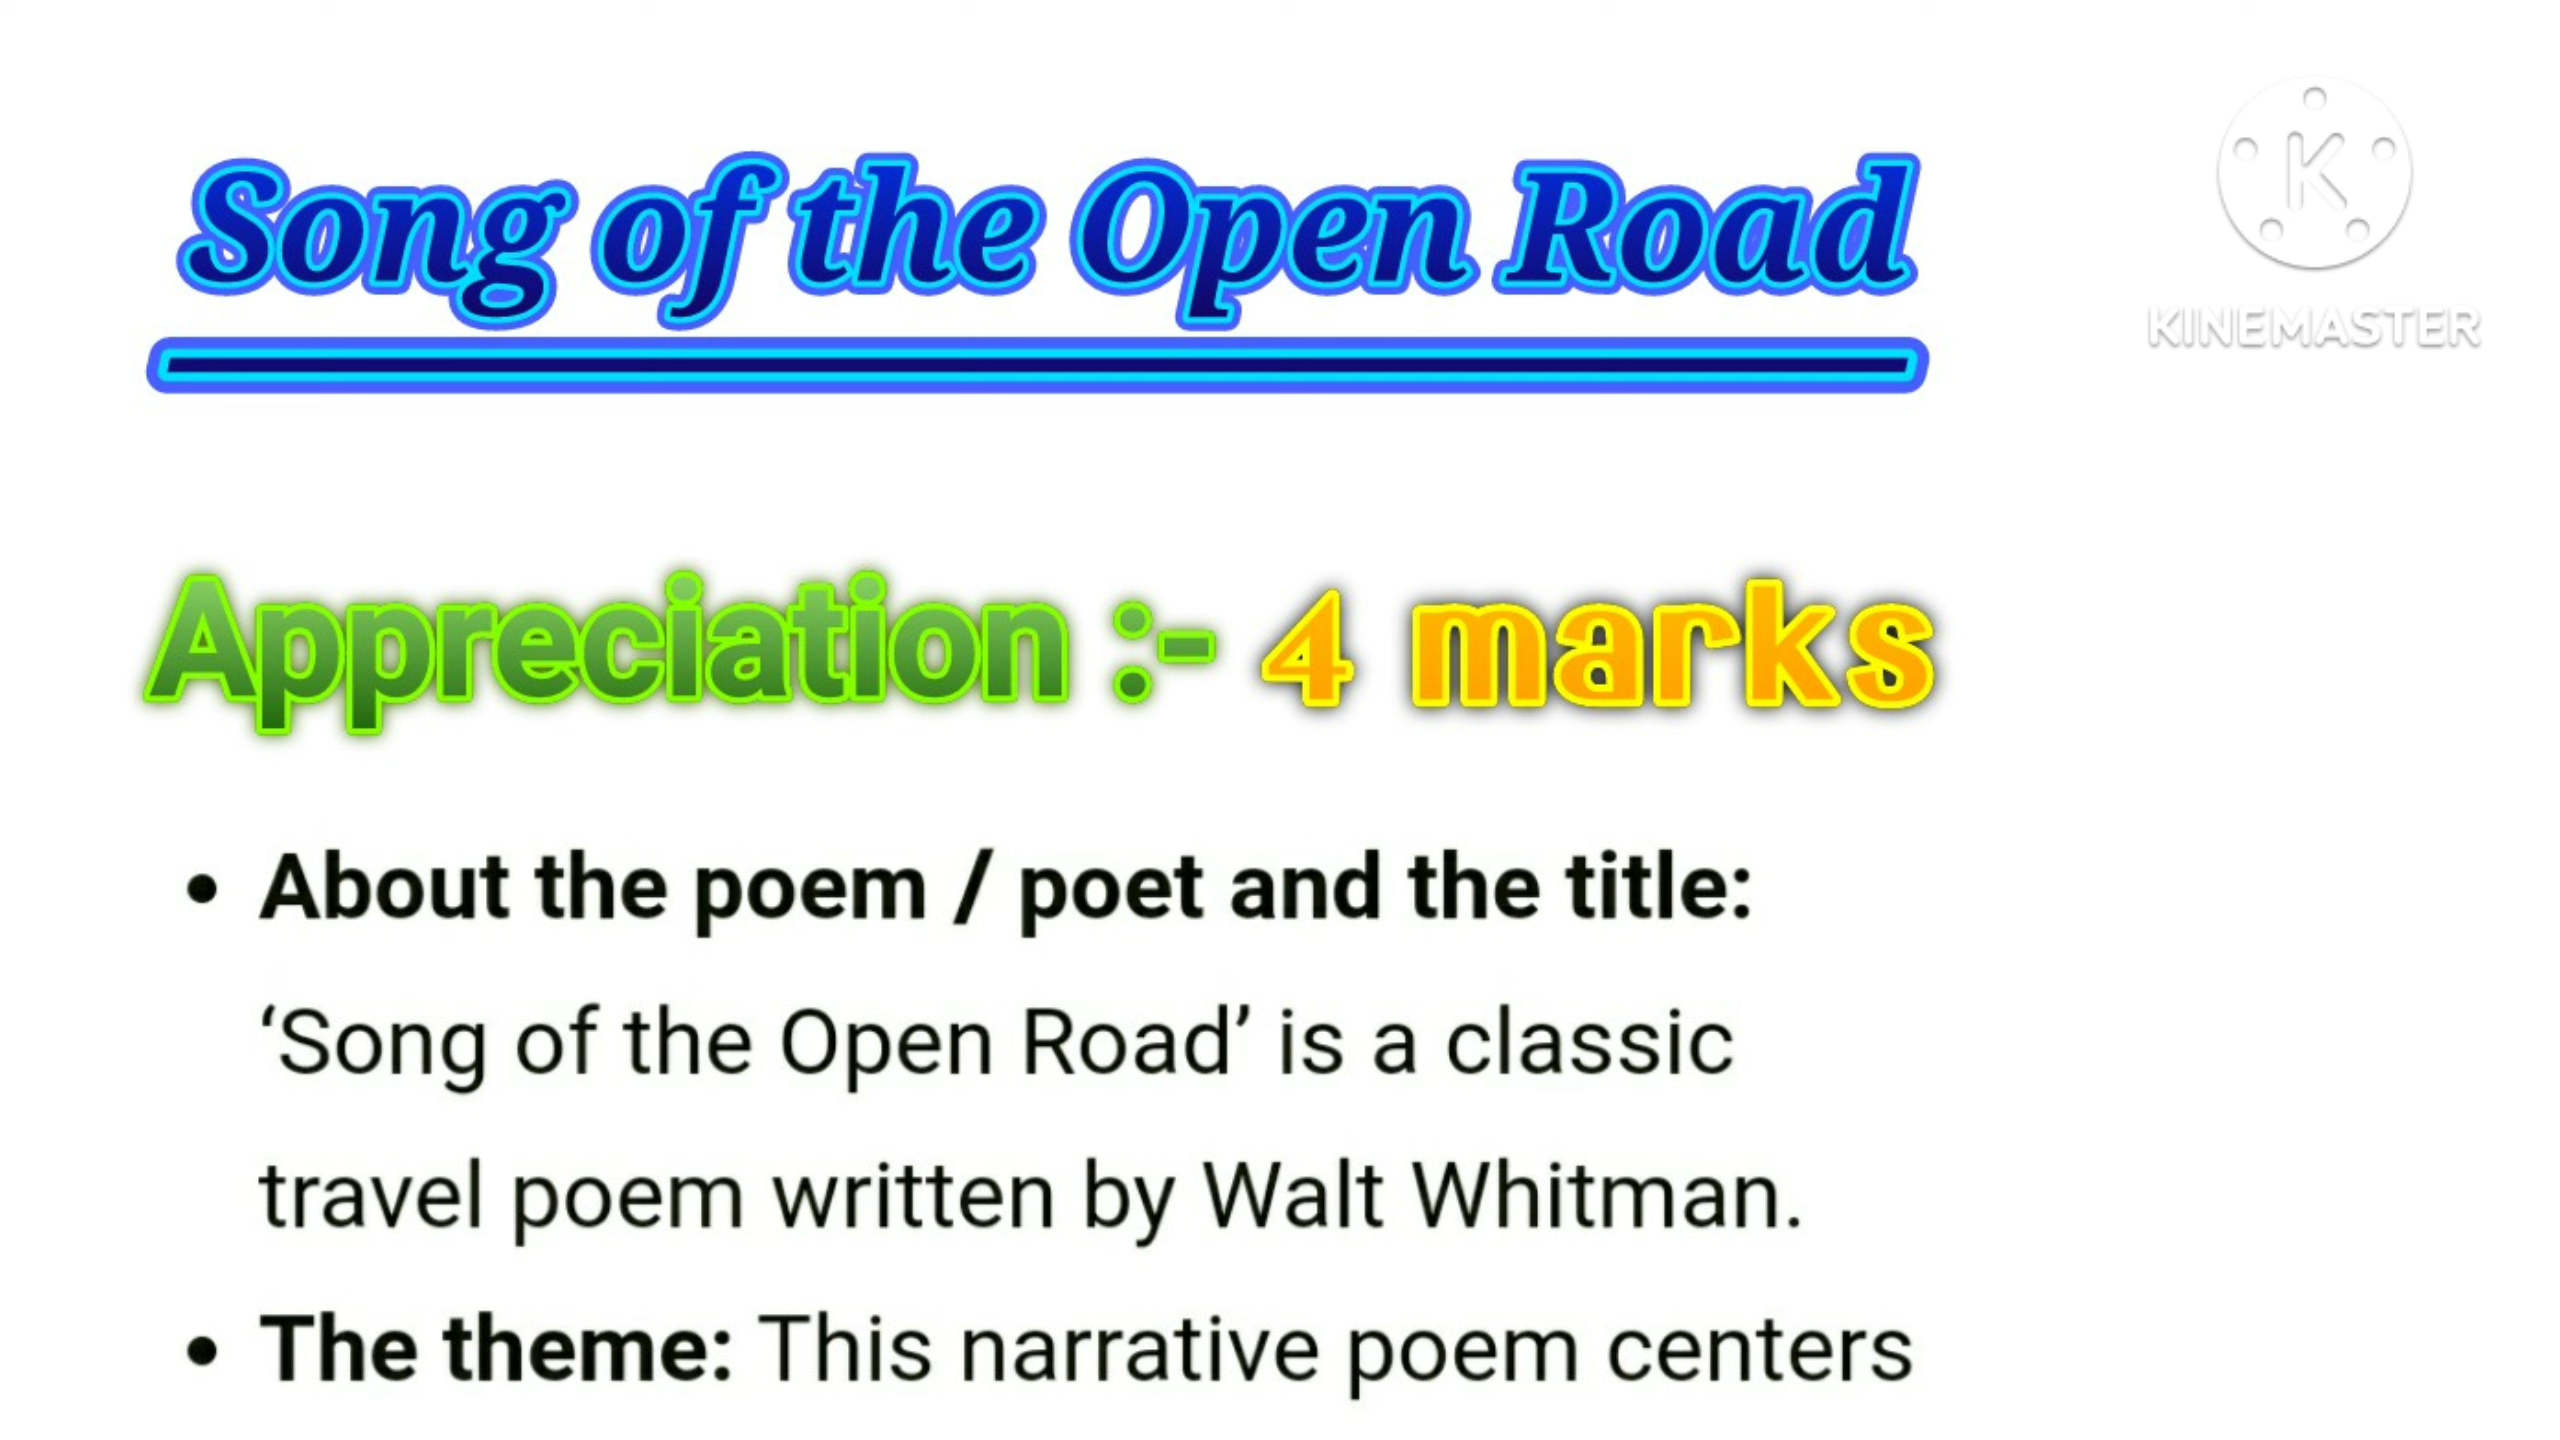 Song of the Open Road
K
KINEMASTER
Appreciation :- 4 marks
• About the poem / poet and the title:
‘Song of the Open Road’ is a classic
travel poem written by Walt Whitman.
• The theme: This narrative poem centers